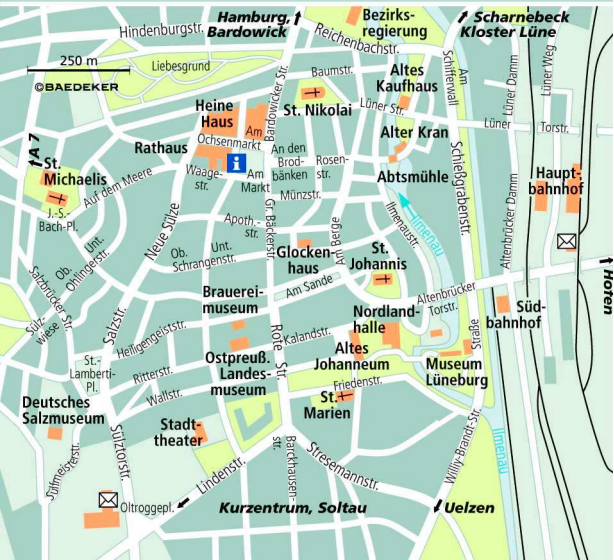 Hamburg,
Bardowick
Bezirks-
regierung
Scharnebeck
Kloster Lüne
Hindenburgstr.
Reichenbachstr.
250 m
Liebesgrund
©BAEDEKER
Baumstr.
Altes
Kaufhaus
Am
Schifferwall
Lüner Damm
Lüner Weg
Heine
Haus
Bardowicker Str.
St. Nikolai
Lüner Str.
Lüner
Torstr.
Am
Ochsenmarkt
Alter Kran
A 7
Rathaus
i
An den
Brod-
bänken
Rosen-
str.
Abtsmühle
Schießgrabenstr.
Haupt-
bahnhof
St.
Michaelis
Auf dem Meere
Waage-
str.
Am
Markt
Münzstr.
J.-S.-
Bach-Pl.
Neue Sülze
Gr. Bäckerstr.
Apoth.-
str.
Am Berge
Ilmenaustr.
Ilmenau
Altenbrücker Damm
Ob.
Unt.
Ohlingerstr.
Ob.
Unt.
Schrangenstr.
Glocken-
haus
St.
Johannis
Hofen
Salzbrücker Str.
Sülz-
wiese
Salzstr.
Brauerei-
museum
Am Sande
Altenbrücker
Torstr.
Nordland-
halle
Süd-
bahnhof
Heiligengeiststr.
Rote Str.
Kalandstr.
Straße
St.-
Lamberti-
Pl.
Ritterstr.
Wallstr.
Ostpreuß.
Landes-
museum
Altes
Johanneum
Museum
Lüneburg
Friedenstr.
Deutsches
Salzmuseum
St.
Marien
Stadt-
theater
Sülztorstr.
Sülfmeisterstr.
Lindenstr.
Barckhausen-
str.
Stresemannstr.
Willy-Brandt-Str.
Ilmenau
Oltroggepl.
Kurzentrum, Soltau
Uelzen